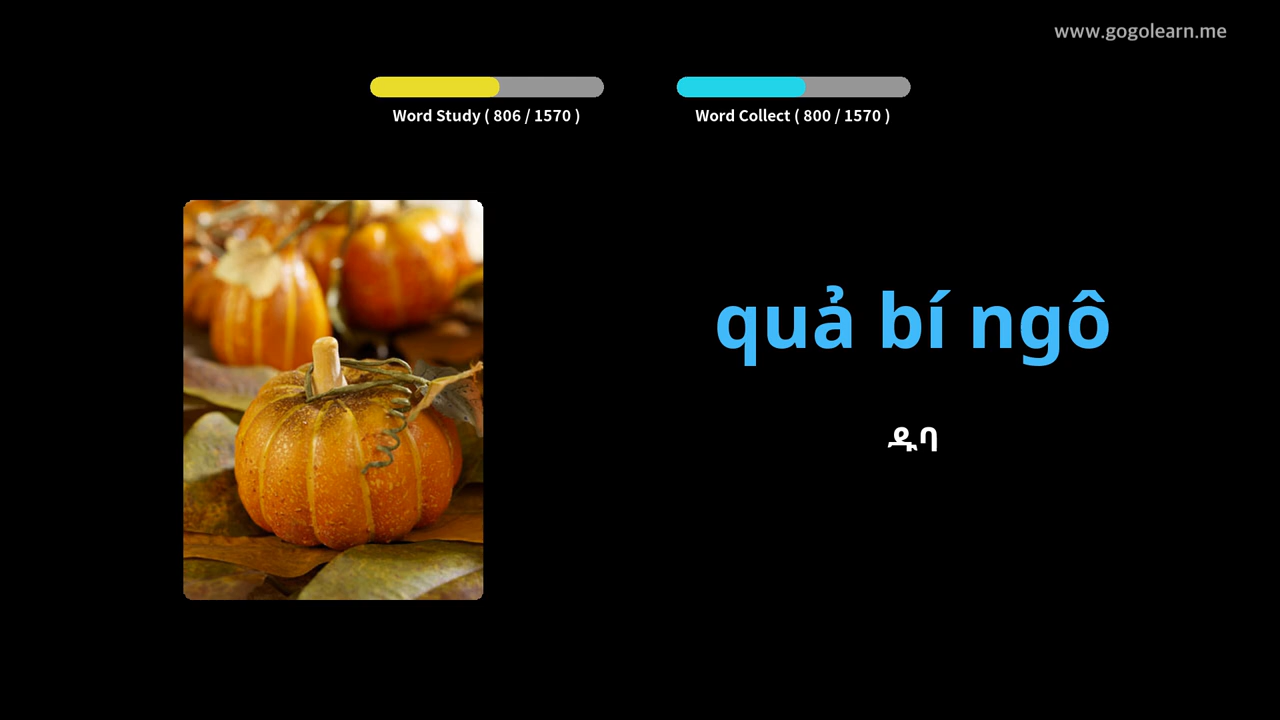 www.gogolearn.me
Word Study ( 806 / 1570 )
Word Collect ( 800 / 1570 )
quả bí ngô
ዱባ